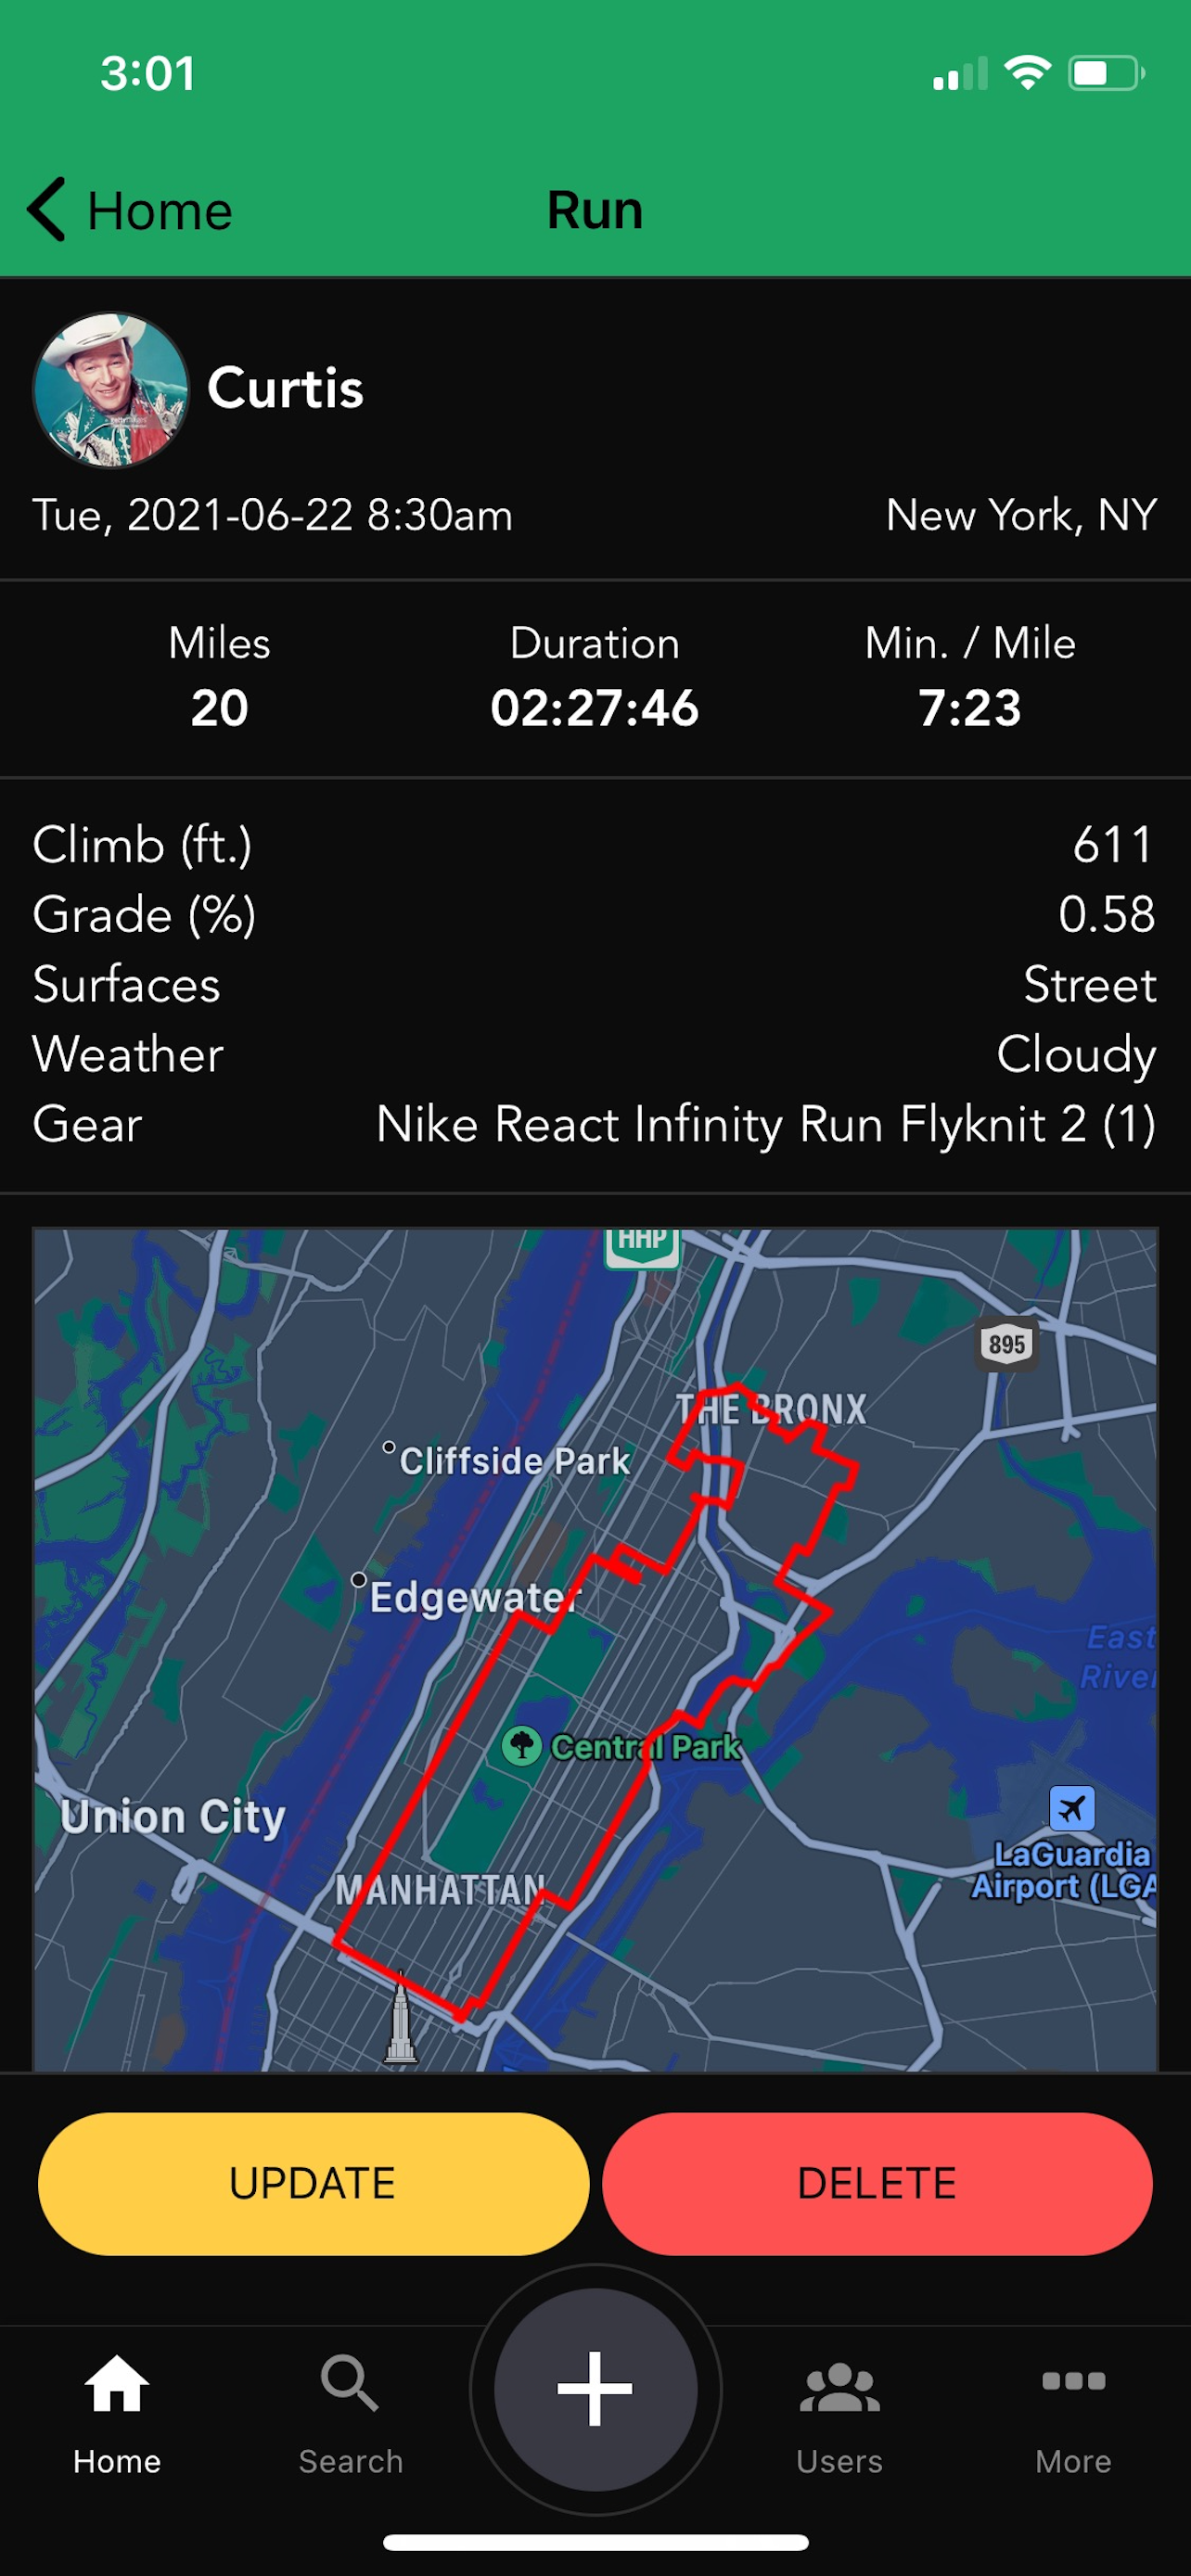 3:01
Home
Run
Curtis
Tue, 2021-06-22 8:30am
New York, NY
Miles
Duration
Min. / Mile
20
02:27:46
7:23
Climb (ft.)
611
Grade (%)
0.58
Surfaces
Street
Weather
Cloudy
Gear
Nike React Infinity Run Flyknit 2 (1)
HHP
895
THE BRONX
Cliffside Park
Edgewater
East
River
Central Park
Union City
LaGuardia
Airport (LGA
MANHATTAN
UPDATE
DELETE
Home
Search
Users
More